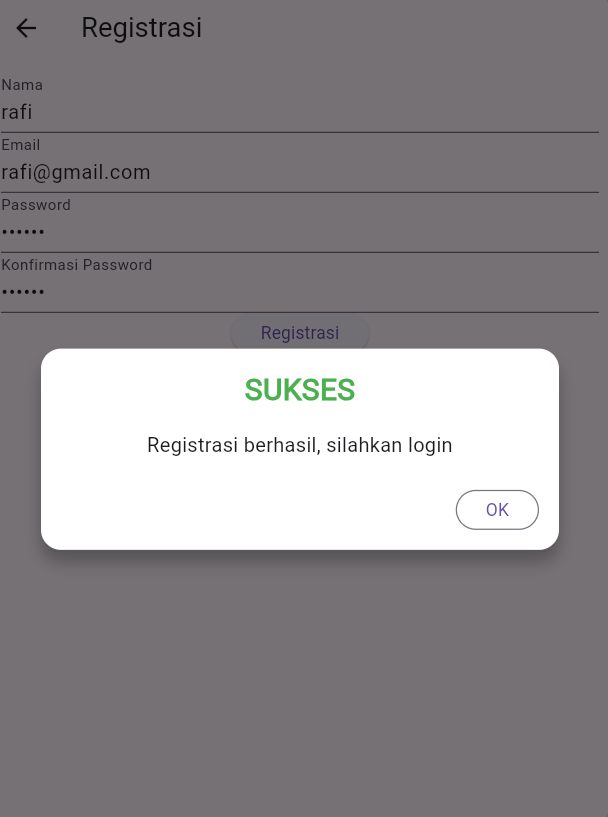 Registrasi
Nama
rafi
Email
rafi@gmail.com
Password
••••••
Konfirmasi Password
••••••
Registrasi
SUKSES
Registrasi berhasil, silahkan login
OK